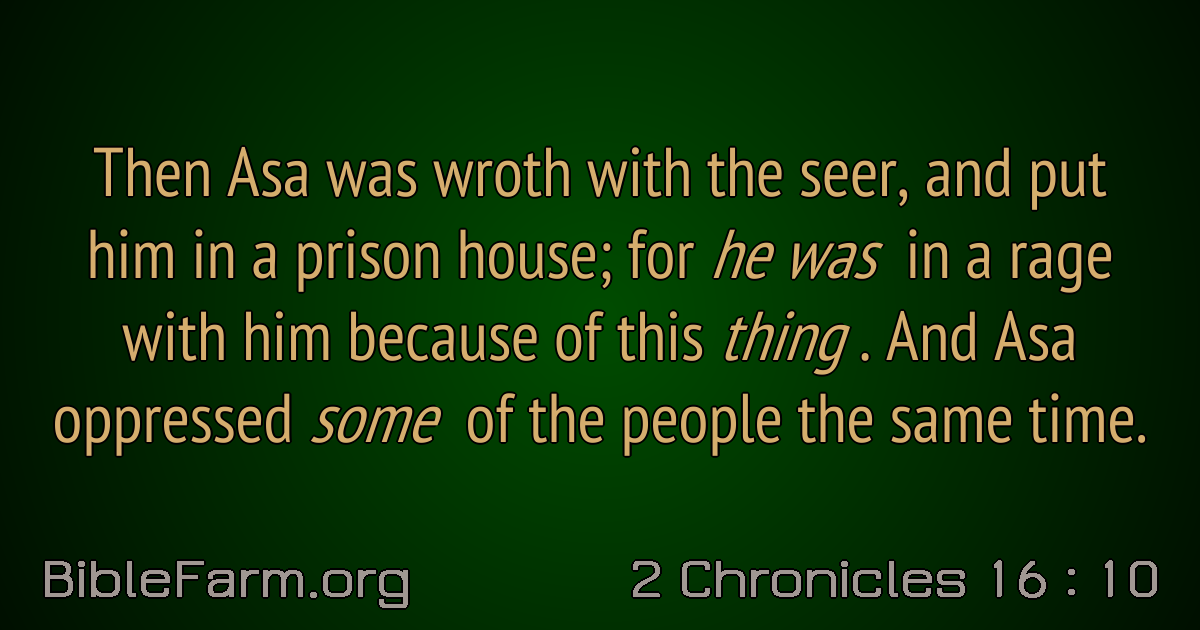 Then Asa was wroth with the seer, and put
him in a prison house; for he was in a rage
with him because of this thing . And Asa
oppressed some of the people the same time.
BibleFarm.org
2 Chronicles 16 : 10